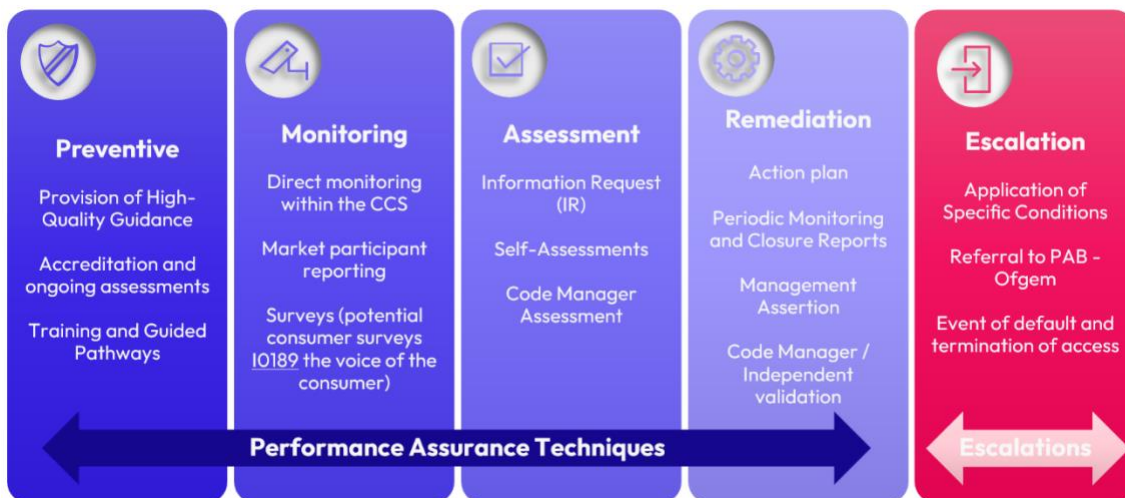 Preventive
Provision of High-
Quality Guidance
Accreditation and
ongoing assessments
Training and Guided
Pathways
Monitoring
Direct monitoring
within the CCS
Market participant
reporting
Surveys (potential
consumer surveys
I0189 the voice of the
consumer)
Assessment
Information Request
(IR)
Self-Assessments
Code Manager
Assessment
Remediation
Action plan
Periodic Monitoring
and Closure Reports
Management
Assertion
Code Manager /
Independent
validation
Escalation
Application of
Specific Conditions
Referral to PAB -
Ofgem
Event of default and
termination of access
Performance Assurance Techniques
Escalations